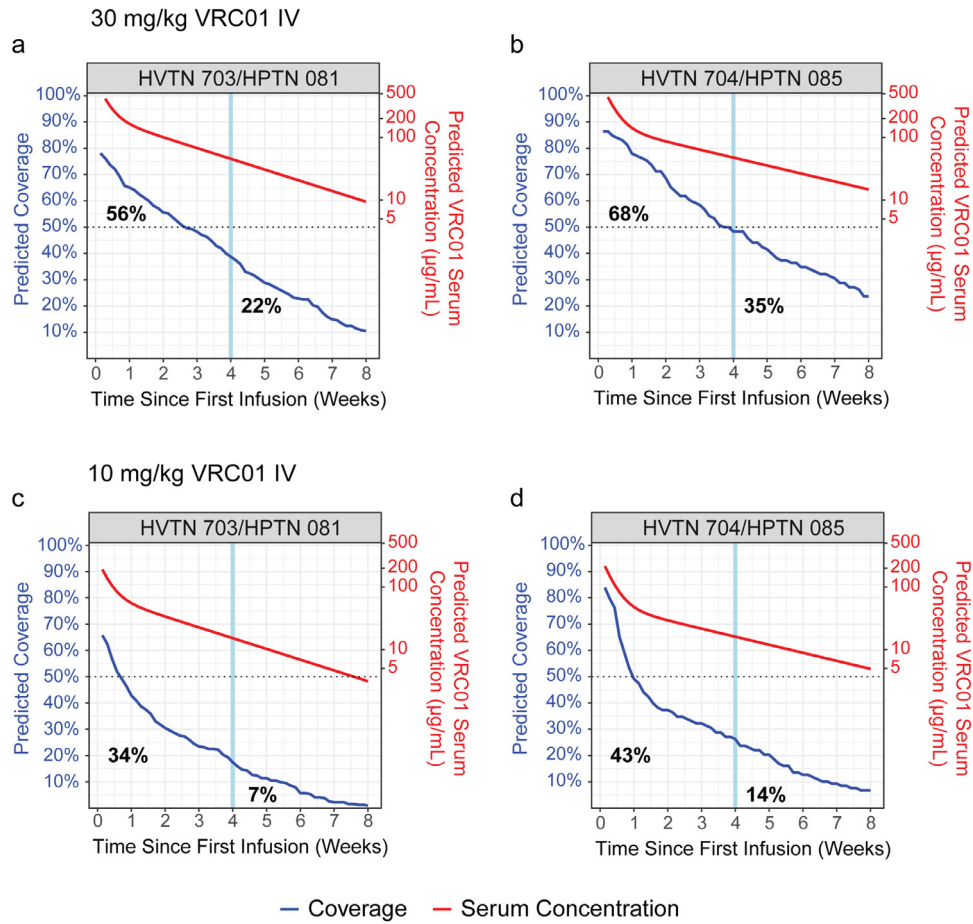 30 mg/kg VRC01 IV
a
HVTN 703/HPTN 081
100%
90%
80%
70%
60%
50%
40%
30%
20%
10%
Predicted Coverage
500
200
100
10
5
Predicted VRC01 Serum
Concentration (µg/mL)
56%
22%
0 1 2 3 4 5 6 7 8
Time Since First Infusion (Weeks)
b
HVTN 704/HPTN 085
100%
90%
80%
70%
60%
50%
40%
30%
20%
10%
Predicted Coverage
500
200
100
10
5
Predicted VRC01 Serum
Concentration (µg/mL)
68%
35%
0 1 2 3 4 5 6 7 8
Time Since First Infusion (Weeks)
10 mg/kg VRC01 IV
c
HVTN 703/HPTN 081
100%
90%
80%
70%
60%
50%
40%
30%
20%
10%
Predicted Coverage
500
200
100
10
5
Predicted VRC01 Serum
Concentration (µg/mL)
34%
7%
0 1 2 3 4 5 6 7 8
Time Since First Infusion (Weeks)
d
HVTN 704/HPTN 085
100%
90%
80%
70%
60%
50%
40%
30%
20%
10%
Predicted Coverage
500
200
100
10
5
Predicted VRC01 Serum
Concentration (µg/mL)
43%
14%
0 1 2 3 4 5 6 7 8
Time Since First Infusion (Weeks)
Coverage Serum Concentration